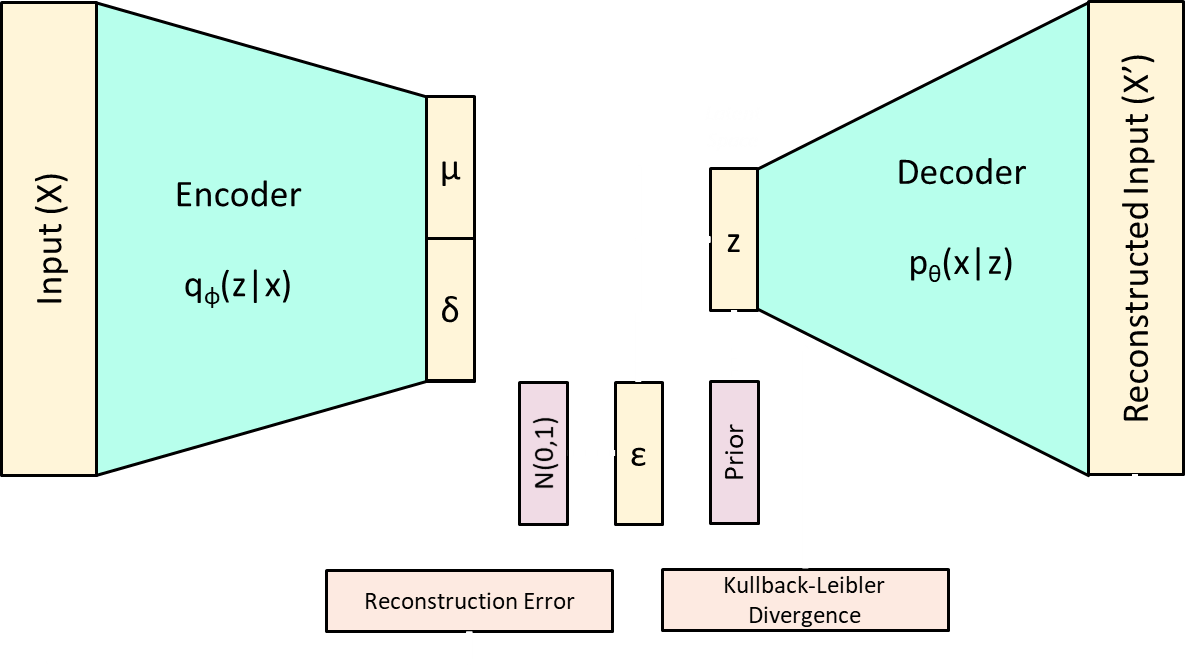 Input (X)
Encoder
qϕ(z|x)
μ
δ
z
Decoder
pθ(x|z)
Reconstructed Input (X’)
N(0,1)
ε
Prior
Reconstruction Error
Kullback-Leibler
Divergence